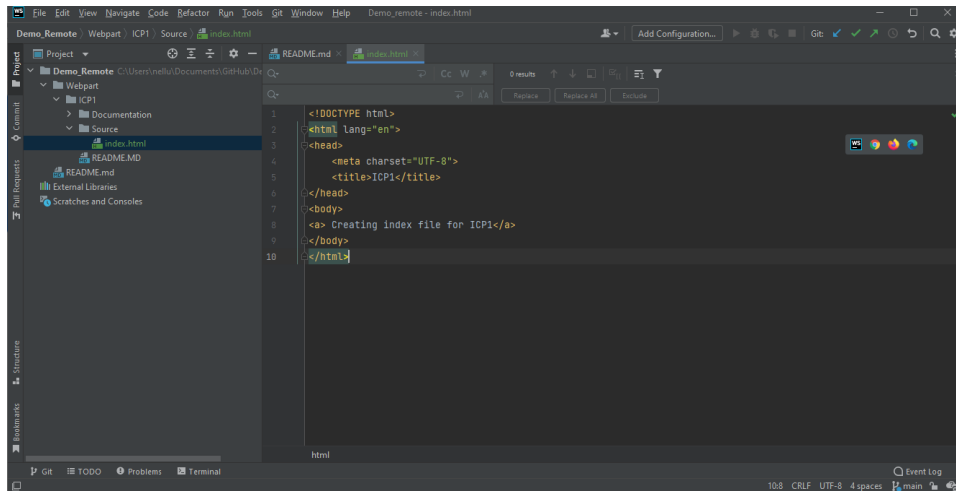 WS File Edit View Navigate Code Refactor Run Tools Git Window Help Demo_remote - index.html
Demo_Remote Webpart ICP1 Source index.html Add Configuration... Git:
Project README.md index.html
Demo_Remote C:\Users\nellu\Documents\GitHub\De
Webpart
ICP1
Documentation
Source
index.html
README.MD
README.md
External Libraries
Scratches and Consoles
Project
Commit
Pull Requests
Structure
Bookmarks
Cc W .* 0 results
Replace Replace All Exclude
1 <!DOCTYPE html>
2 <html lang="en">
3 <head>
4 <meta charset="UTF-8">
5 <title>ICP1</title>
6 </head>
7 <body>
8 <a> Creating index file for ICP1</a>
9 </body>
10 </html>
WS
html
Git TODO Problems Terminal Event Log
10:8 CRLF UTF-8 4 spaces main